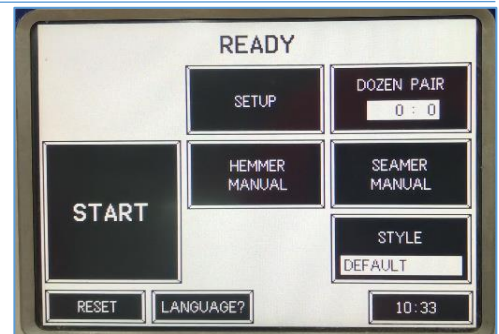 READY
SETUP
DOZEN PAIR
0 : 0
HEMMER
MANUAL
SEAMER
MANUAL
START
STYLE
DEFAULT
RESET
LANGUAGE?
10:33